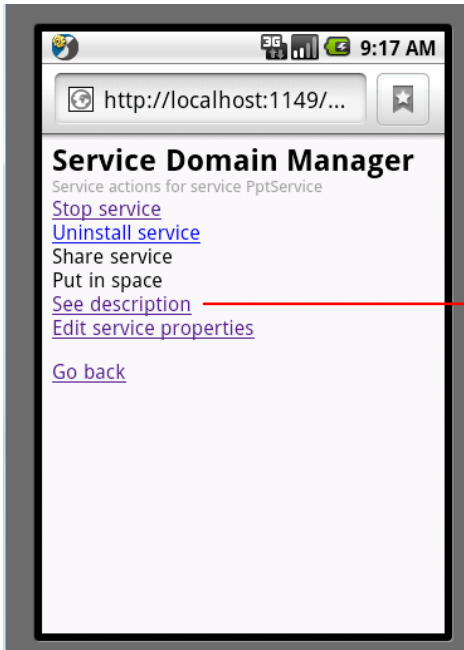 3G 9:17 AM
http://localhost:1149/...
Service Domain Manager
Service actions for service PptService
Stop service
Uninstall service
Share service
Put in space
See description
Edit service properties
Go back